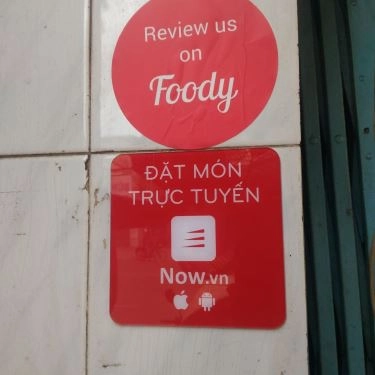 Review us
on
Foody
ĐẶT MÓN
TRỰC TUYẾN
Now.vn